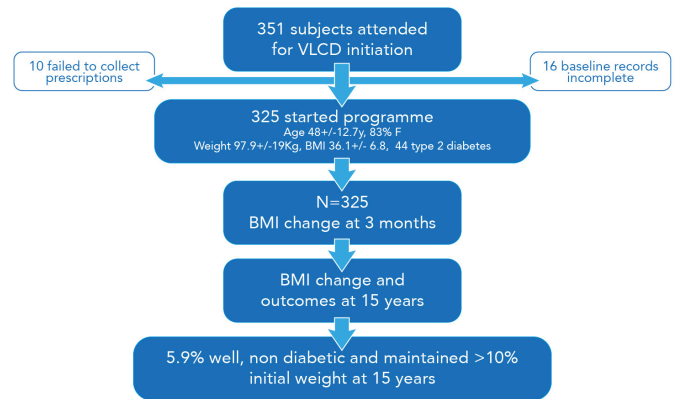 351 subjects attended
for VLCD initiation
10 failed to collect
prescriptions
16 baseline records
incomplete
325 started programme
Age 48+/-12.7y, 83% F
Weight 97.9+/-19Kg, BMI 36.1+/- 6.8, 44 type 2 diabetes
N=325
BMI change at 3 months
BMI change and
outcomes at 15 years
5.9% well, non diabetic and maintained >10%
initial weight at 15 years